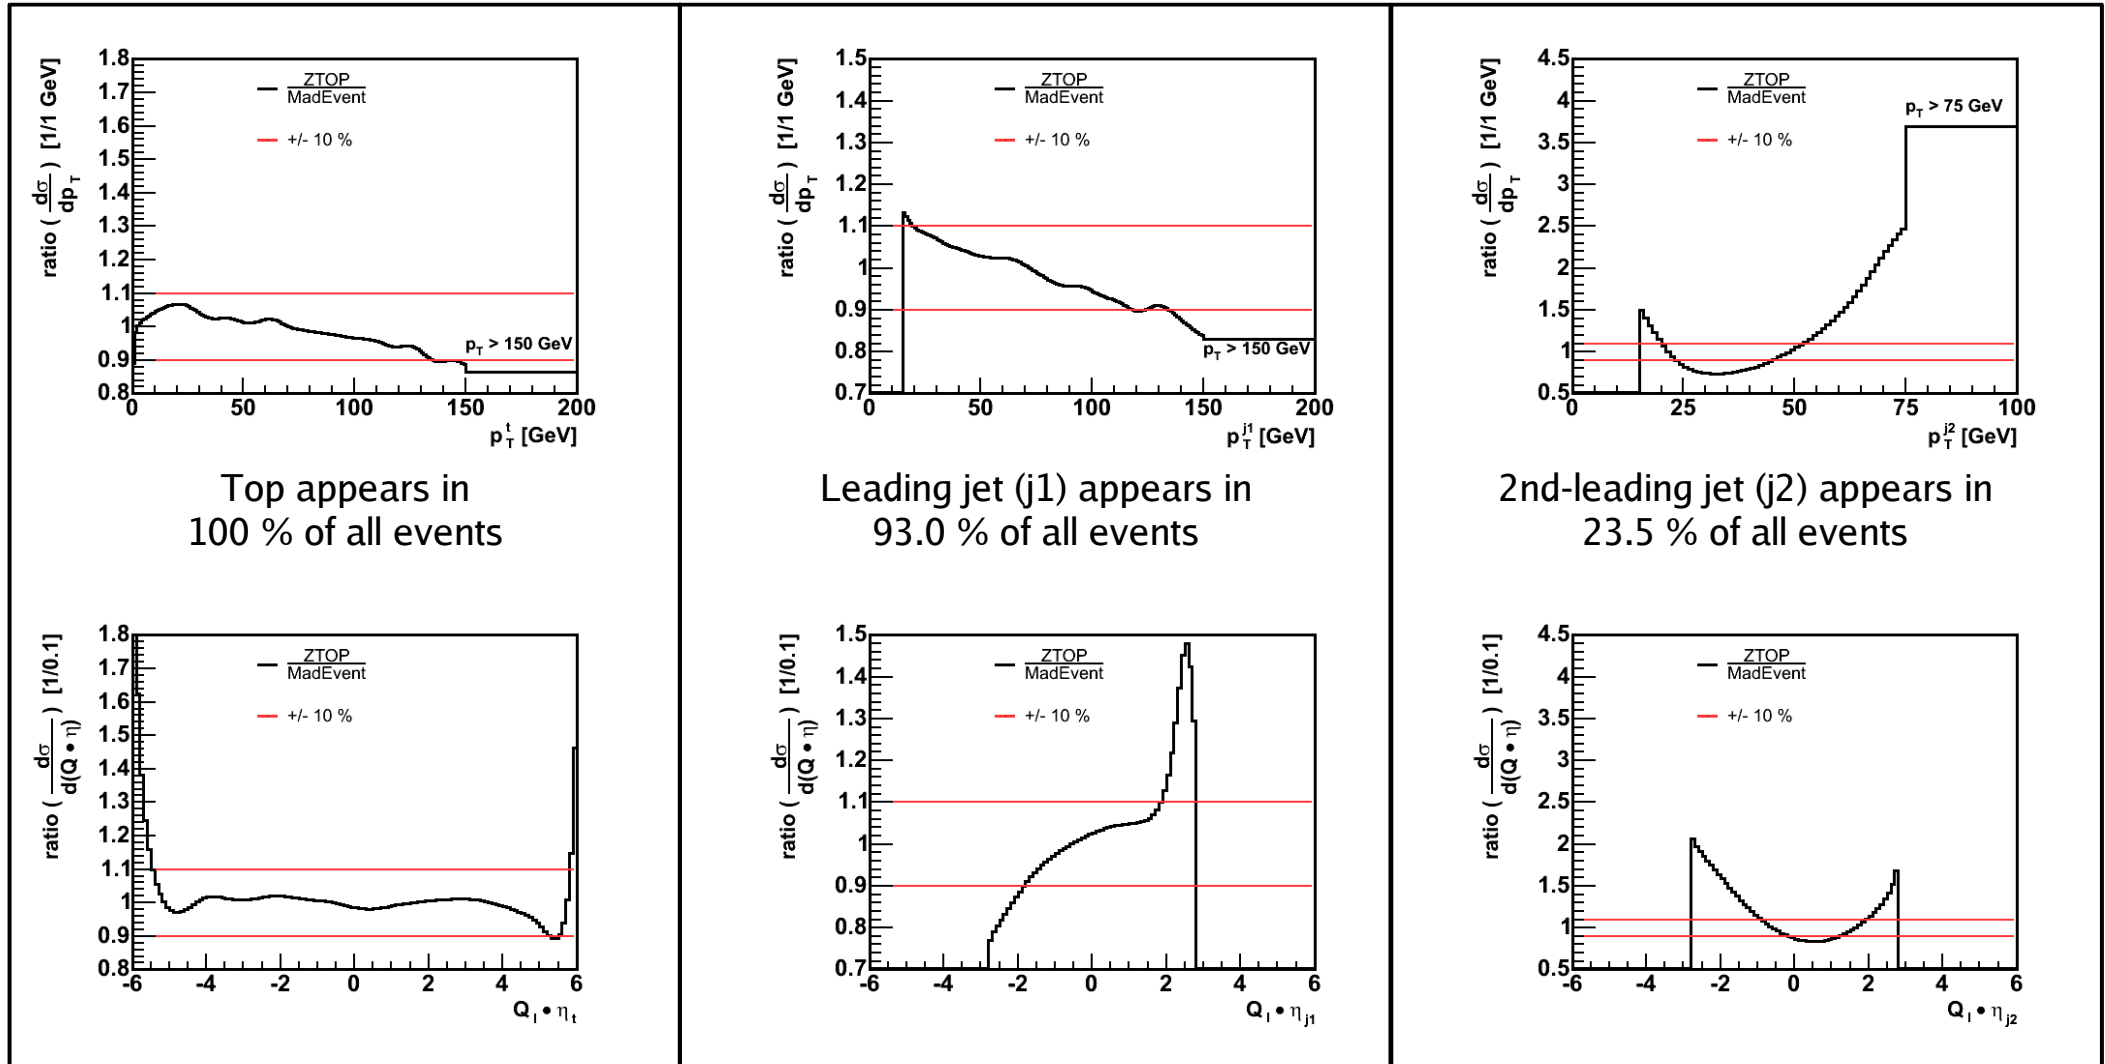 ratio ( dσ/dp_T ) [1/1 GeV]
1.8
1.7
1.6
1.5
1.4
1.3
1.2
1.1
1
0.9
0.8
ZTOP
MadEvent
+/- 10 %
p_T > 150 GeV
0 50 100 150 200
p_T^t [GeV]
Top appears in
100 % of all events
ratio ( dσ/d(Q • η) ) [1/0.1]
1.8
1.7
1.6
1.5
1.4
1.3
1.2
1.1
1
0.9
0.8
ZTOP
MadEvent
+/- 10 %
-6 -4 -2 0 2 4 6
Q_l • η_t
ratio ( dσ/dp_T ) [1/1 GeV]
1.5
1.4
1.3
1.2
1.1
1
0.9
0.8
0.7
ZTOP
MadEvent
+/- 10 %
p_T > 150 GeV
0 50 100 150 200
p_T^j1 [GeV]
Leading jet (j1) appears in
93.0 % of all events
ratio ( dσ/d(Q • η) ) [1/0.1]
1.5
1.4
1.3
1.2
1.1
1
0.9
0.8
0.7
ZTOP
MadEvent
+/- 10 %
-6 -4 -2 0 2 4 6
Q_l • η_j1
ratio ( dσ/dp_T ) [1/1 GeV]
4.5
4
3.5
3
2.5
2
1.5
1
0.5
ZTOP
MadEvent
+/- 10 %
p_T > 75 GeV
0 25 50 75 100
p_T^j2 [GeV]
2nd-leading jet (j2) appears in
23.5 % of all events
ratio ( dσ/d(Q • η) ) [1/0.1]
4.5
4
3.5
3
2.5
2
1.5
1
0.5
ZTOP
MadEvent
+/- 10 %
-6 -4 -2 0 2 4 6
Q_l • η_j2